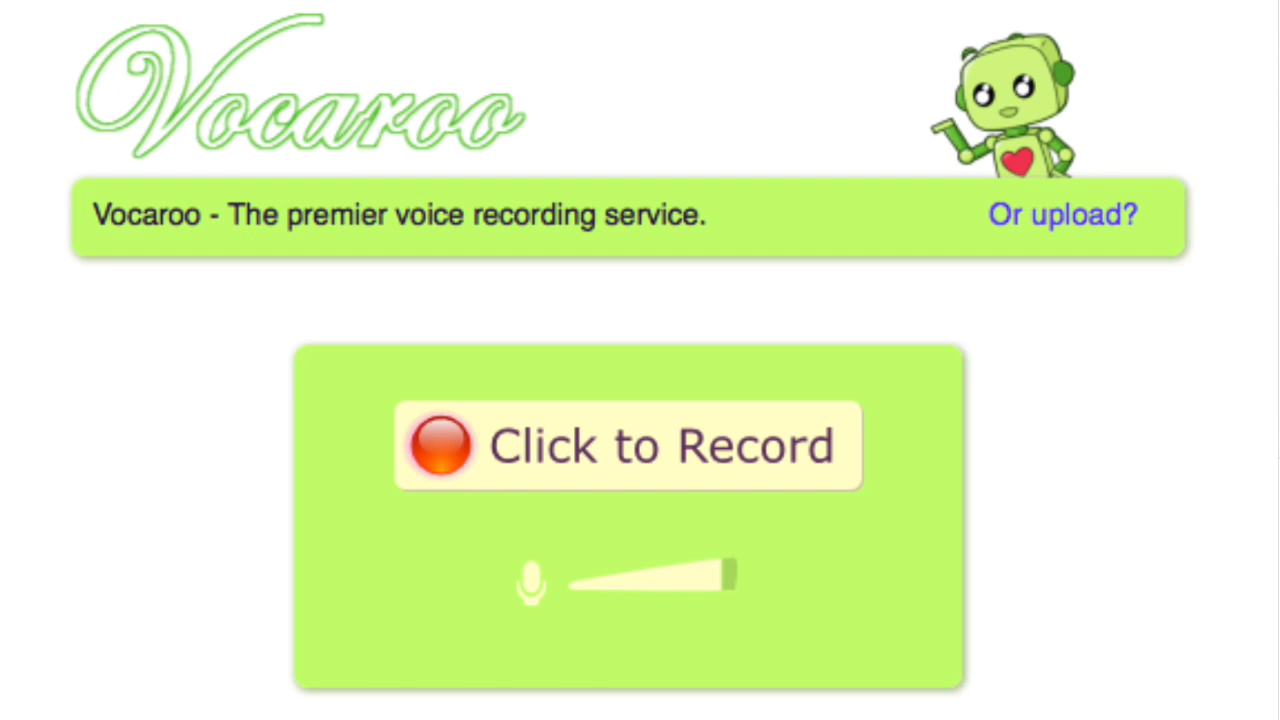 Vocaroo
Vocaroo - The premier voice recording service.
Or upload?
Click to Record